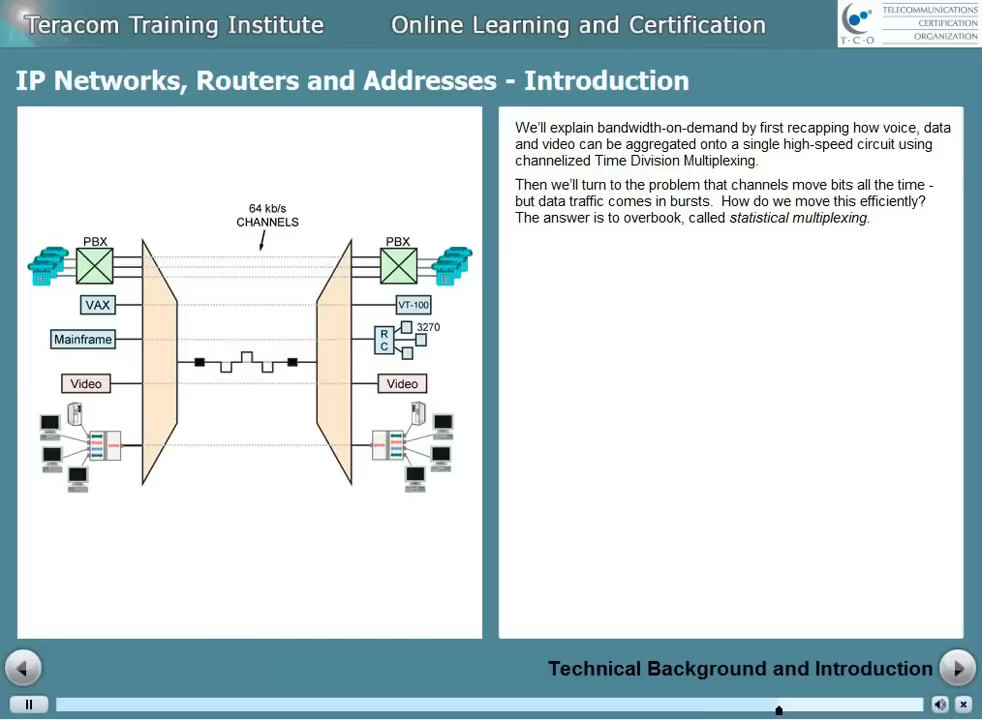 Teracom Training Institute
Online Learning and Certification
TELECOMMUNICATIONS
CERTIFICATION
ORGANIZATION
T·C·O
IP Networks, Routers and Addresses - Introduction
We'll explain bandwidth-on-demand by first recapping how voice, data
and video can be aggregated onto a single high-speed circuit using
channelized Time Division Multiplexing.
Then we'll turn to the problem that channels move bits all the time -
but data traffic comes in bursts.  How do we move this efficiently?
The answer is to overbook, called statistical multiplexing.
64 kb/s
CHANNELS
PBX
PBX
VAX
VT-100
Mainframe
R
C
3270
Video
Video
Technical Background and Introduction